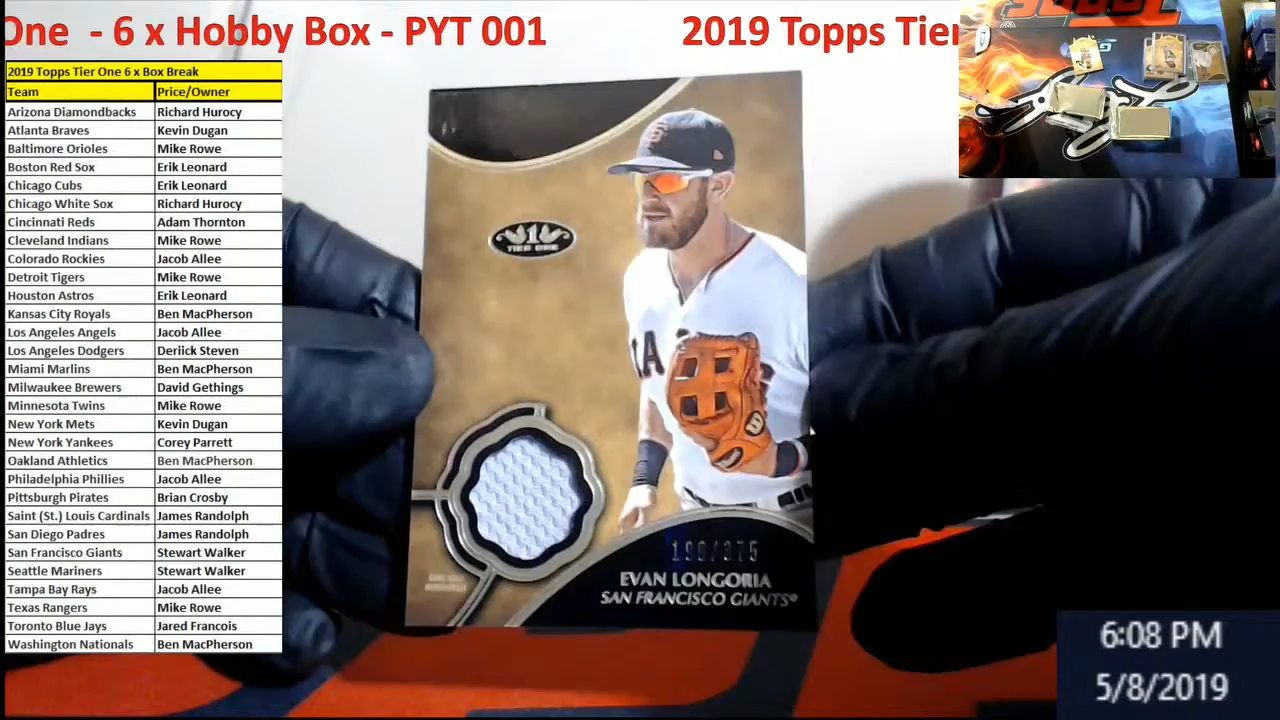 One - 6 x Hobby Box - PYT 001 2019 Topps Tier
2019 Topps Tier One 6 x Box Break
Team Price/Owner
Arizona Diamondbacks Richard Hurocy
Atlanta Braves Kevin Dugan
Baltimore Orioles Mike Rowe
Boston Red Sox Erik Leonard
Chicago Cubs Erik Leonard
Chicago White Sox Richard Hurocy
Cincinnati Reds Adam Thornton
Cleveland Indians Mike Rowe
Colorado Rockies Jacob Allee
Detroit Tigers Mike Rowe
Houston Astros Erik Leonard
Kansas City Royals Ben MacPherson
Los Angeles Angels Jacob Allee
Los Angeles Dodgers Deriick Steven
Miami Marlins Ben MacPherson
Milwaukee Brewers David Gethings
Minnesota Twins Mike Rowe
New York Mets Kevin Dugan
New York Yankees Corey Parrett
Oakland Athletics Ben MacPherson
Philadelphia Phillies Jacob Allee
Pittsburgh Pirates Brian Crosby
Saint (St.) Louis Cardinals James Randolph
San Diego Padres James Randolph
San Francisco Giants Stewart Walker
Seattle Mariners Stewart Walker
Tampa Bay Rays Jacob Allee
Texas Rangers Mike Rowe
Toronto Blue Jays Jared Francois
Washington Nationals Ben MacPherson
1
TIER ONE
190/375
EVAN LONGORIA
SAN FRANCISCO GIANTS®
6:08 PM
5/8/2019